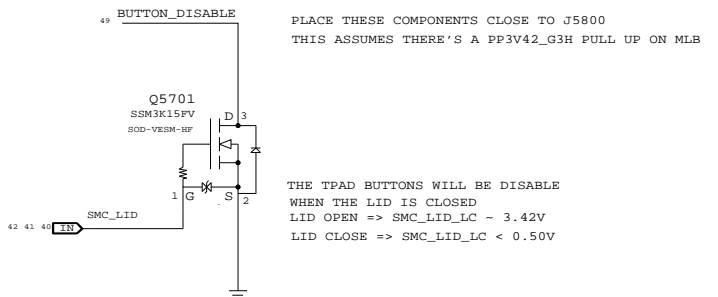 BUTTON_DISABLE
49
PLACE THESE COMPONENTS CLOSE TO J5800
THIS ASSUMES THERE'S A PP3V42_G3H PULL UP ON MLB
Q5701
SSM3K15FV
SOD-VESM-HF
D 3
1 G S 2
SMC_LID
42 41 40 IN
THE TPAD BUTTONS WILL BE DISABLE
WHEN THE LID IS CLOSED
LID OPEN => SMC_LID_LC ~ 3.42V
LID CLOSE => SMC_LID_LC < 0.50V